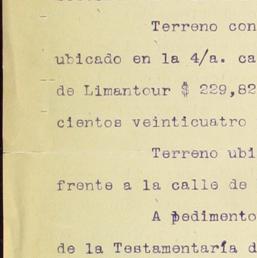 Terreno con
ubicado en la 4/a. ca
de Limantour $ 229,82
cientos veinticuatro
Terreno ubi
frente a la calle de
A pedimento
de la Testamentaría d